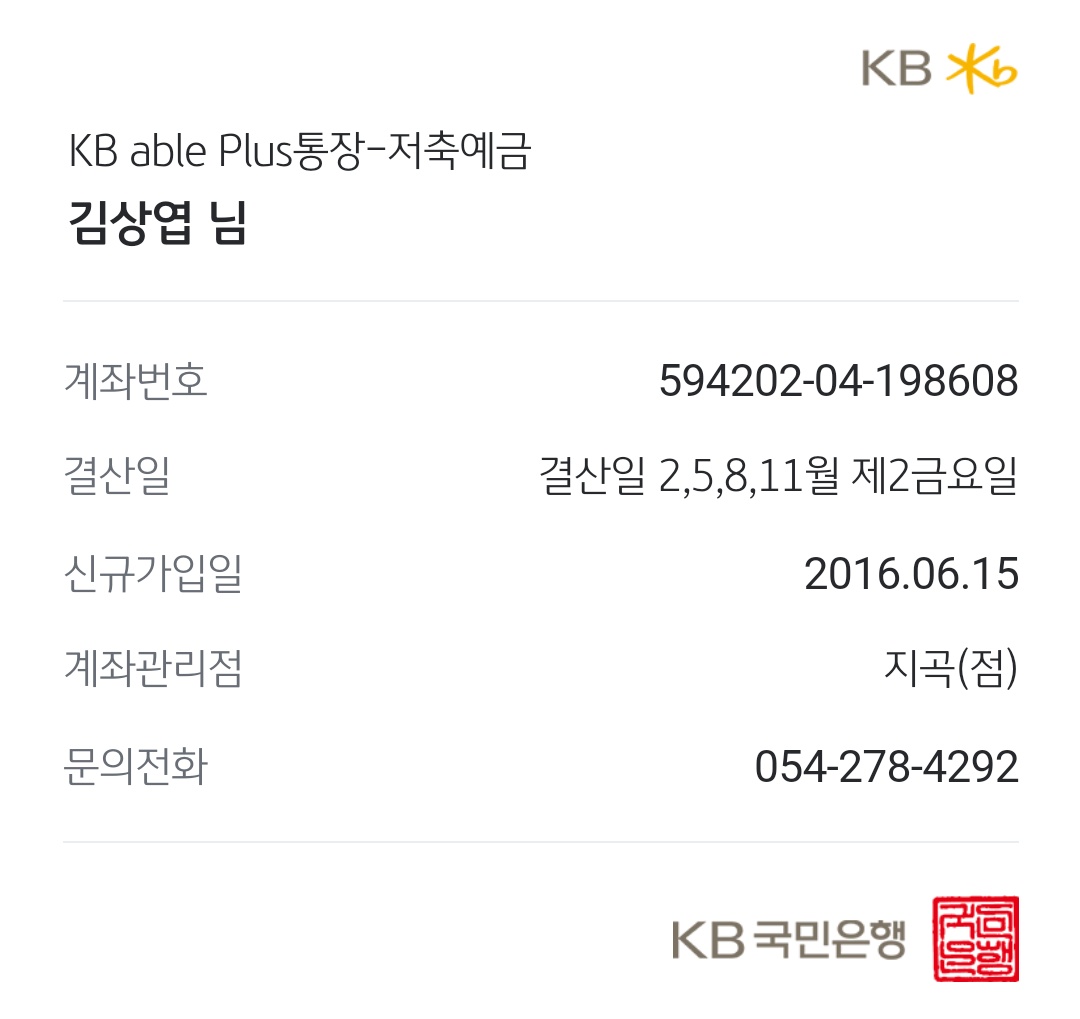 KB
KB able Plus통장-저축예금
김상엽 님
계좌번호 594202-04-198608
결산일 결산일 2,5,8,11월 제2금요일
신규가입일 2016.06.15
계좌관리점 지곡(점)
문의전화 054-278-4292
KB국민은행
국민은행